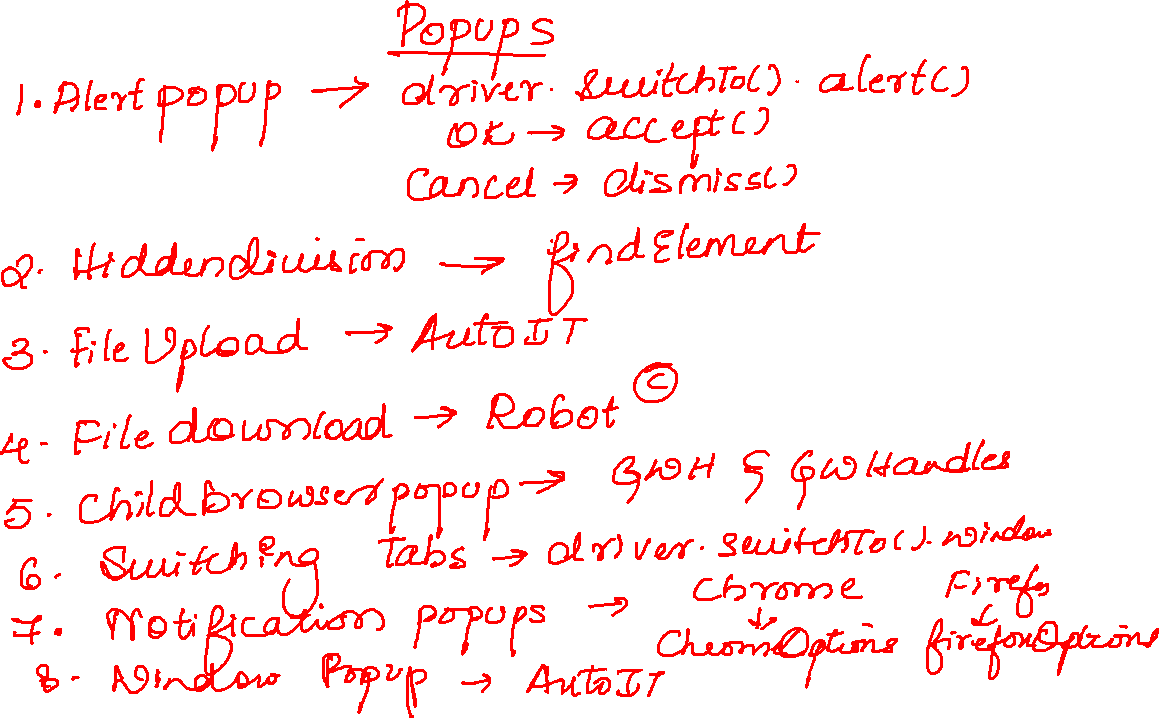 Popups
1. Alert popup → driver. switchTo() . alert()
OK → accept()
Cancel → dismiss()
2. Hiddendivision → findElement
3. File Upload → AutoIT
4. File download → Robot ©
5. Child browser popup → GWH & GWHandles
6. Switching Tabs → driver. switchTo(). window
7. Notification popups → Chrome Firefo
ChromeOptions firefoxOptions
8. Window Popup → AutoIT